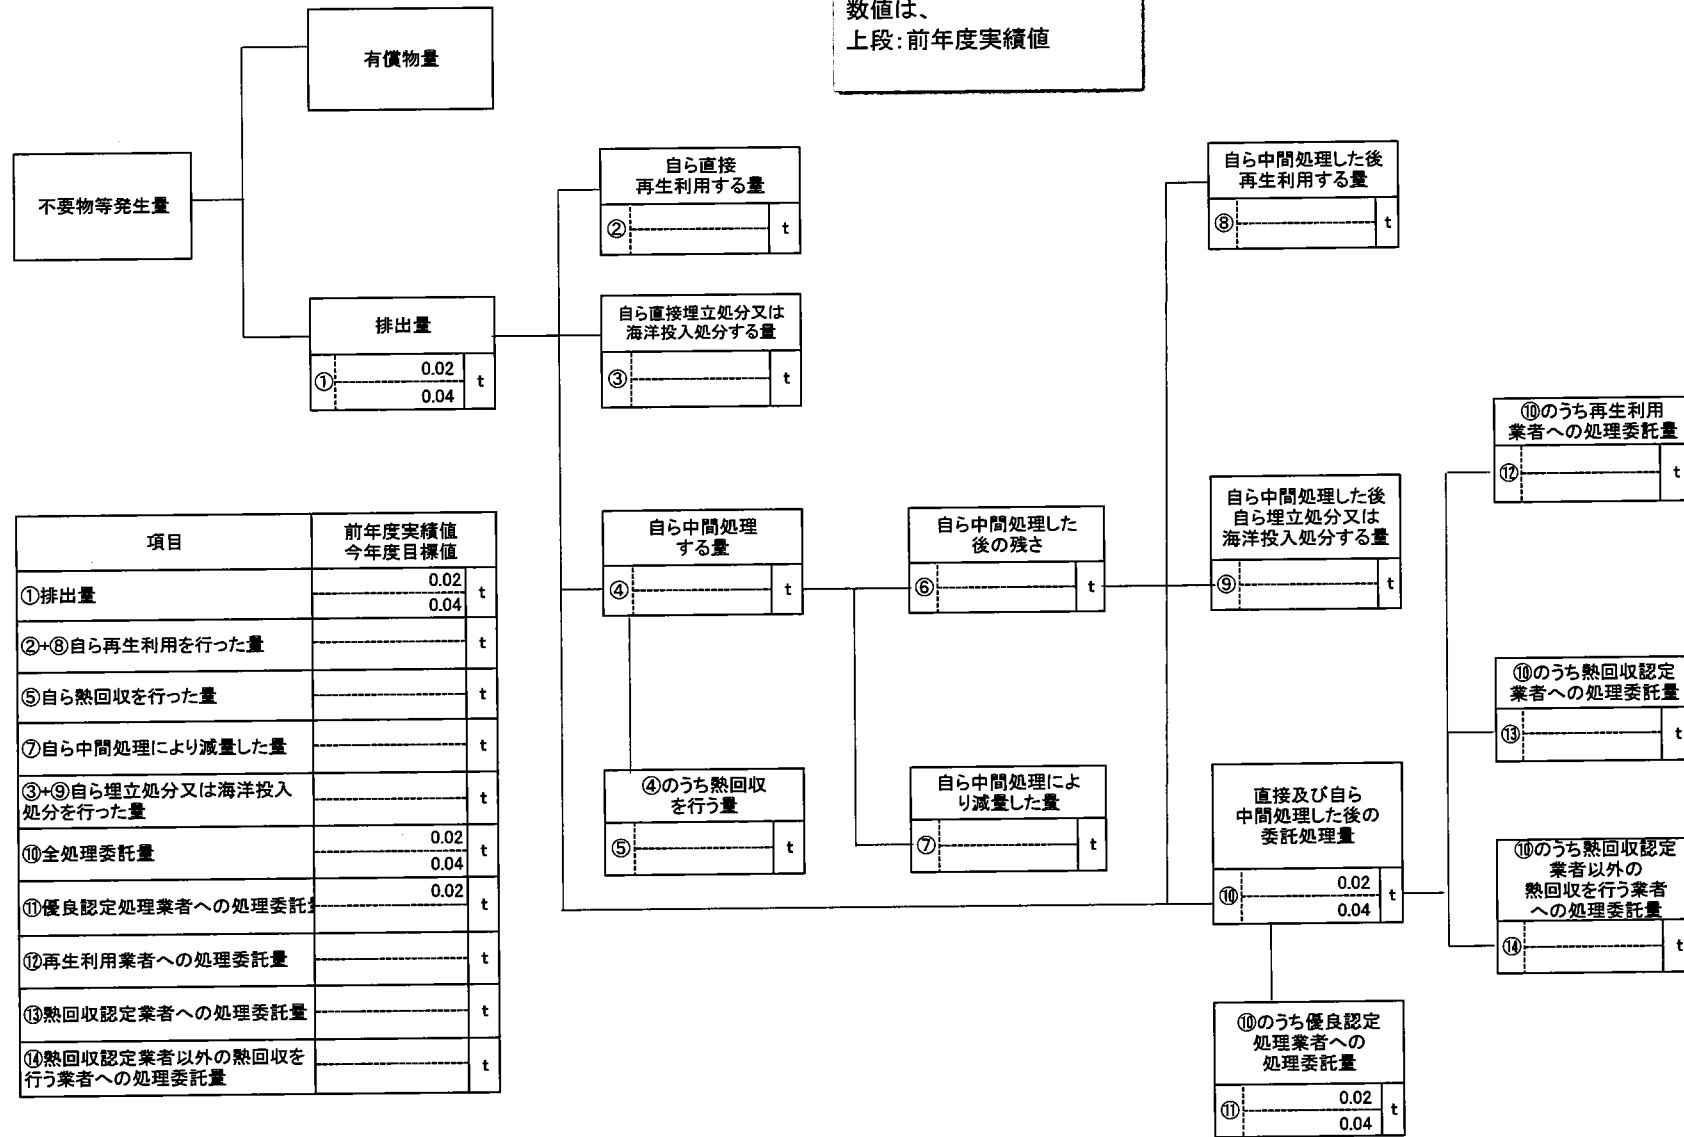 数値は、
上段:前年度実績値
有償物量
不要物等発生量
排出量
① 0.02 t
0.04
自ら直接
再生利用する量
② t
自ら直接埋立処分又は
海洋投入処分する量
③ t
自ら中間処理
する量
④ t
④のうち熱回収
を行う量
⑤ t
自ら中間処理した
後の残さ
⑥ t
自ら中間処理によ
り減量した量
⑦ t
自ら中間処理した後
再生利用する量
⑧ t
自ら中間処理した後
自ら埋立処分又は
海洋投入処分する量
⑨ t
直接及び自ら
中間処理した後の
委託処理量
⑩ 0.02 t
0.04
⑩のうち優良認定
処理業者への
処理委託量
⑪ 0.02 t
0.04
⑩のうち再生利用
業者への処理委託量
⑫ t
⑩のうち熱回収認定
業者への処理委託量
⑬ t
⑩のうち熱回収認定
業者以外の
熱回収を行う業者
への処理委託量
⑭ t
項目 前年度実績値
今年度目標値
①排出量 0.02 t
0.04
②+⑧自ら再生利用を行った量 t
⑤自ら熱回収を行った量 t
⑦自ら中間処理により減量した量 t
③+⑨自ら埋立処分又は海洋投入
処分を行った量 t
⑩全処理委託量 0.02 t
0.04
⑪優良認定処理業者への処理委託 0.02 t
⑫再生利用業者への処理委託量 t
⑬熱回収認定業者への処理委託量 t
⑭熱回収認定業者以外の熱回収を
行う業者への処理委託量 t